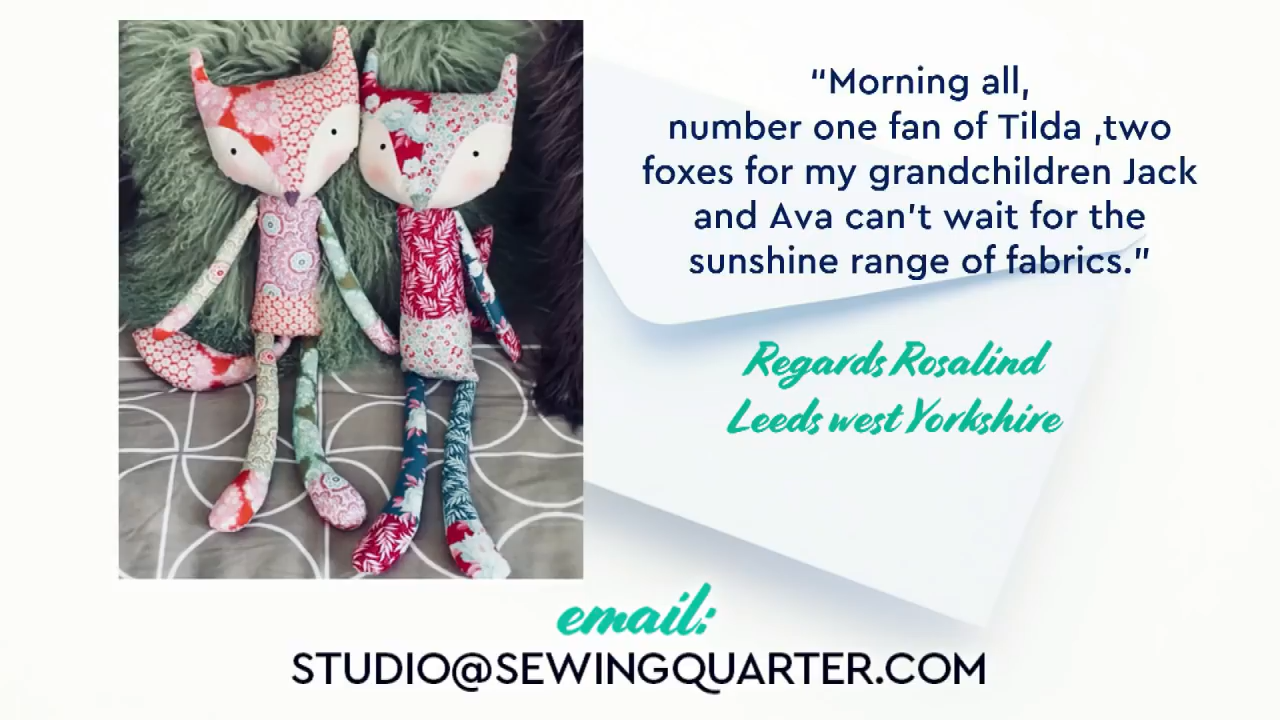 “Morning all,
number one fan of Tilda ,two
foxes for my grandchildren Jack
and Ava can't wait for the
sunshine range of fabrics.”
Regards Rosalind
Leeds west Yorkshire
email:
STUDIO@SEWINGQUARTER.COM